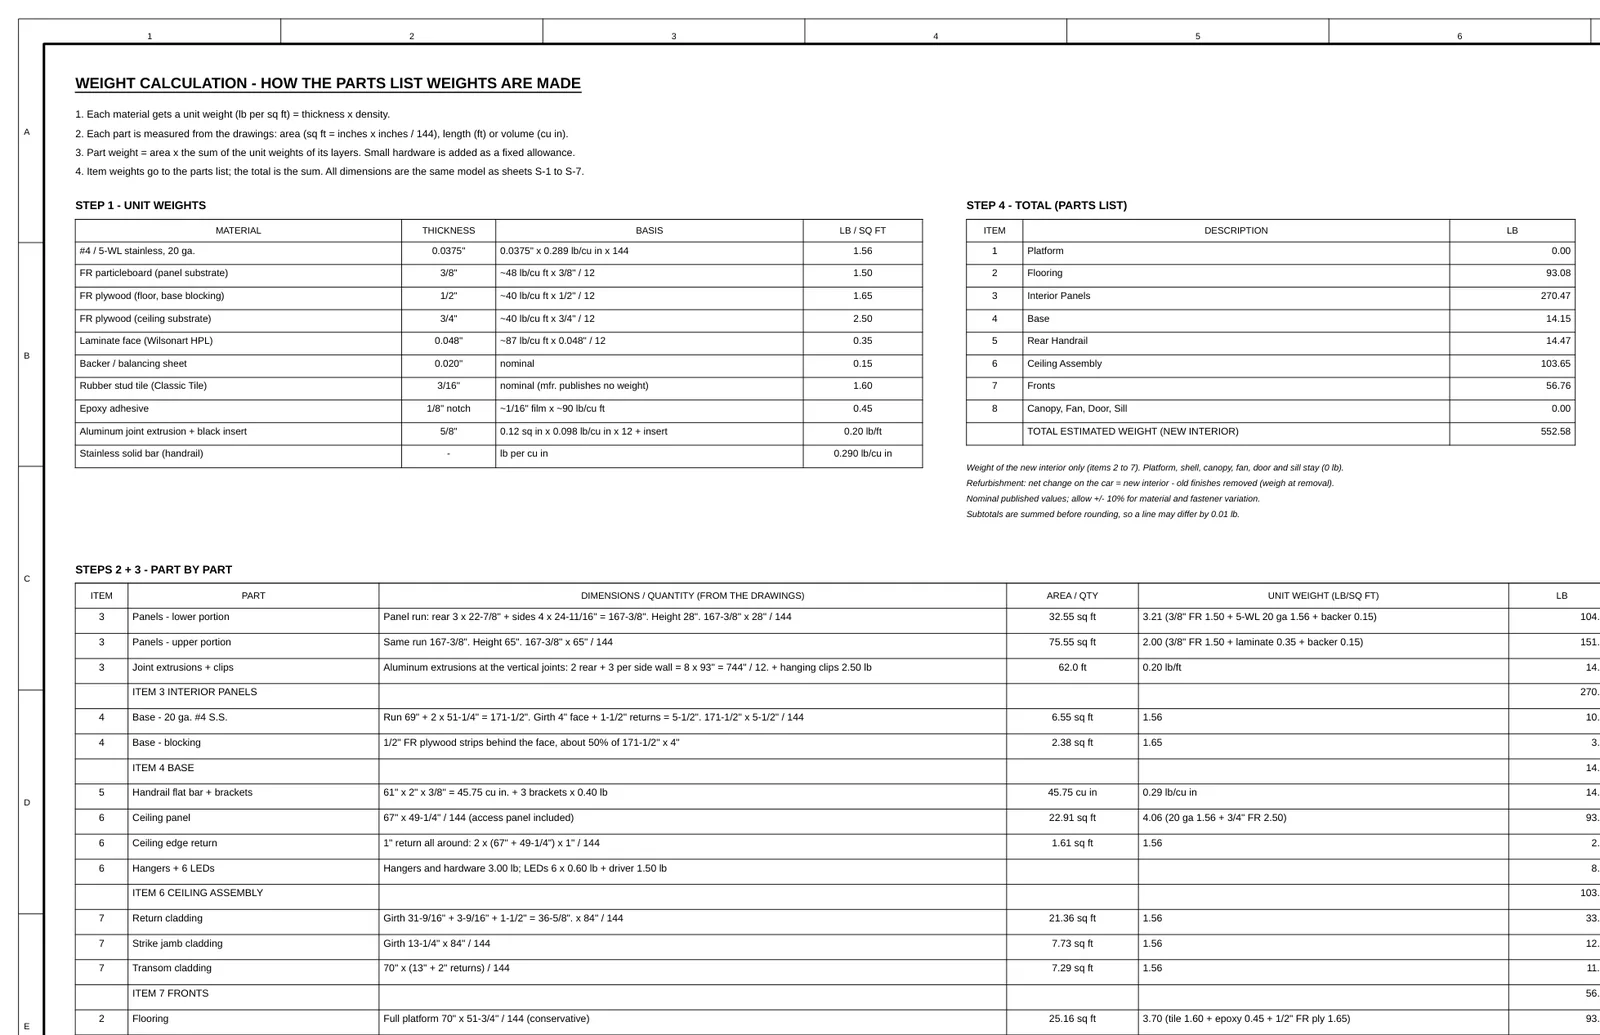 1 2 3 4 5 6
WEIGHT CALCULATION - HOW THE PARTS LIST WEIGHTS ARE MADE
1. Each material gets a unit weight (lb per sq ft) = thickness x density.
A
2. Each part is measured from the drawings: area (sq ft = inches x inches / 144), length (ft) or volume (cu in).
3. Part weight = area x the sum of the unit weights of its layers. Small hardware is added as a fixed allowance.
4. Item weights go to the parts list; the total is the sum. All dimensions are the same model as sheets S-1 to S-7.
STEP 1 - UNIT WEIGHTS
MATERIAL THICKNESS BASIS LB / SQ FT
#4 / 5-WL stainless, 20 ga. 0.0375" 0.0375" x 0.289 lb/cu in x 144 1.56
FR particleboard (panel substrate) 3/8" ~48 lb/cu ft x 3/8" / 12 1.50
FR plywood (floor, base blocking) 1/2" ~40 lb/cu ft x 1/2" / 12 1.65
FR plywood (ceiling substrate) 3/4" ~40 lb/cu ft x 3/4" / 12 2.50
Laminate face (Wilsonart HPL) 0.048" ~87 lb/cu ft x 0.048" / 12 0.35
B
Backer / balancing sheet 0.020" nominal 0.15
Rubber stud tile (Classic Tile) 3/16" nominal (mfr. publishes no weight) 1.60
Epoxy adhesive 1/8" notch ~1/16" film x ~90 lb/cu ft 0.45
Aluminum joint extrusion + black insert 5/8" 0.12 sq in x 0.098 lb/cu in x 12 + insert 0.20 lb/ft
Stainless solid bar (handrail) - lb per cu in 0.290 lb/cu in
STEP 4 - TOTAL (PARTS LIST)
ITEM DESCRIPTION LB
1 Platform 0.00
2 Flooring 93.08
3 Interior Panels 270.47
4 Base 14.15
5 Rear Handrail 14.47
6 Ceiling Assembly 103.65
7 Fronts 56.76
8 Canopy, Fan, Door, Sill 0.00
TOTAL ESTIMATED WEIGHT (NEW INTERIOR) 552.58
Weight of the new interior only (items 2 to 7). Platform, shell, canopy, fan, door and sill stay (0 lb).
Refurbishment: net change on the car = new interior - old finishes removed (weigh at removal).
Nominal published values; allow +/- 10% for material and fastener variation.
Subtotals are summed before rounding, so a line may differ by 0.01 lb.
STEPS 2 + 3 - PART BY PART
C
ITEM PART DIMENSIONS / QUANTITY (FROM THE DRAWINGS) AREA / QTY UNIT WEIGHT (LB/SQ FT) LB
3 Panels - lower portion Panel run: rear 3 x 22-7/8" + sides 4 x 24-11/16" = 167-3/8". Height 28". 167-3/8" x 28" / 144 32.55 sq ft 3.21 (3/8" FR 1.50 + 5-WL 20 ga 1.56 + backer 0.15) 104.
3 Panels - upper portion Same run 167-3/8". Height 65". 167-3/8" x 65" / 144 75.55 sq ft 2.00 (3/8" FR 1.50 + laminate 0.35 + backer 0.15) 151.
3 Joint extrusions + clips Aluminum extrusions at the vertical joints: 2 rear + 3 per side wall = 8 x 93" = 744" / 12. + hanging clips 2.50 lb 62.0 ft 0.20 lb/ft 14.
ITEM 3 INTERIOR PANELS 270.
4 Base - 20 ga. #4 S.S. Run 69" + 2 x 51-1/4" = 171-1/2". Girth 4" face + 1-1/2" returns = 5-1/2". 171-1/2" x 5-1/2" / 144 6.55 sq ft 1.56 10.
4 Base - blocking 1/2" FR plywood strips behind the face, about 50% of 171-1/2" x 4" 2.38 sq ft 1.65 3.
ITEM 4 BASE 14.
5 Handrail flat bar + brackets 61" x 2" x 3/8" = 45.75 cu in. + 3 brackets x 0.40 lb 45.75 cu in 0.29 lb/cu in 14.
D
6 Ceiling panel 67" x 49-1/4" / 144 (access panel included) 22.91 sq ft 4.06 (20 ga 1.56 + 3/4" FR 2.50) 93.
6 Ceiling edge return 1" return all around: 2 x (67" + 49-1/4") x 1" / 144 1.61 sq ft 1.56 2.
6 Hangers + 6 LEDs Hangers and hardware 3.00 lb; LEDs 6 x 0.60 lb + driver 1.50 lb 8.
ITEM 6 CEILING ASSEMBLY 103.
7 Return cladding Girth 31-9/16" + 3-9/16" + 1-1/2" = 36-5/8". x 84" / 144 21.36 sq ft 1.56 33.
7 Strike jamb cladding Girth 13-1/4" x 84" / 144 7.73 sq ft 1.56 12.
7 Transom cladding 70" x (13" + 2" returns) / 144 7.29 sq ft 1.56 11.
ITEM 7 FRONTS 56.
2 Flooring Full platform 70" x 51-3/4" / 144 (conservative) 25.16 sq ft 3.70 (tile 1.60 + epoxy 0.45 + 1/2" FR ply 1.65) 93.
E